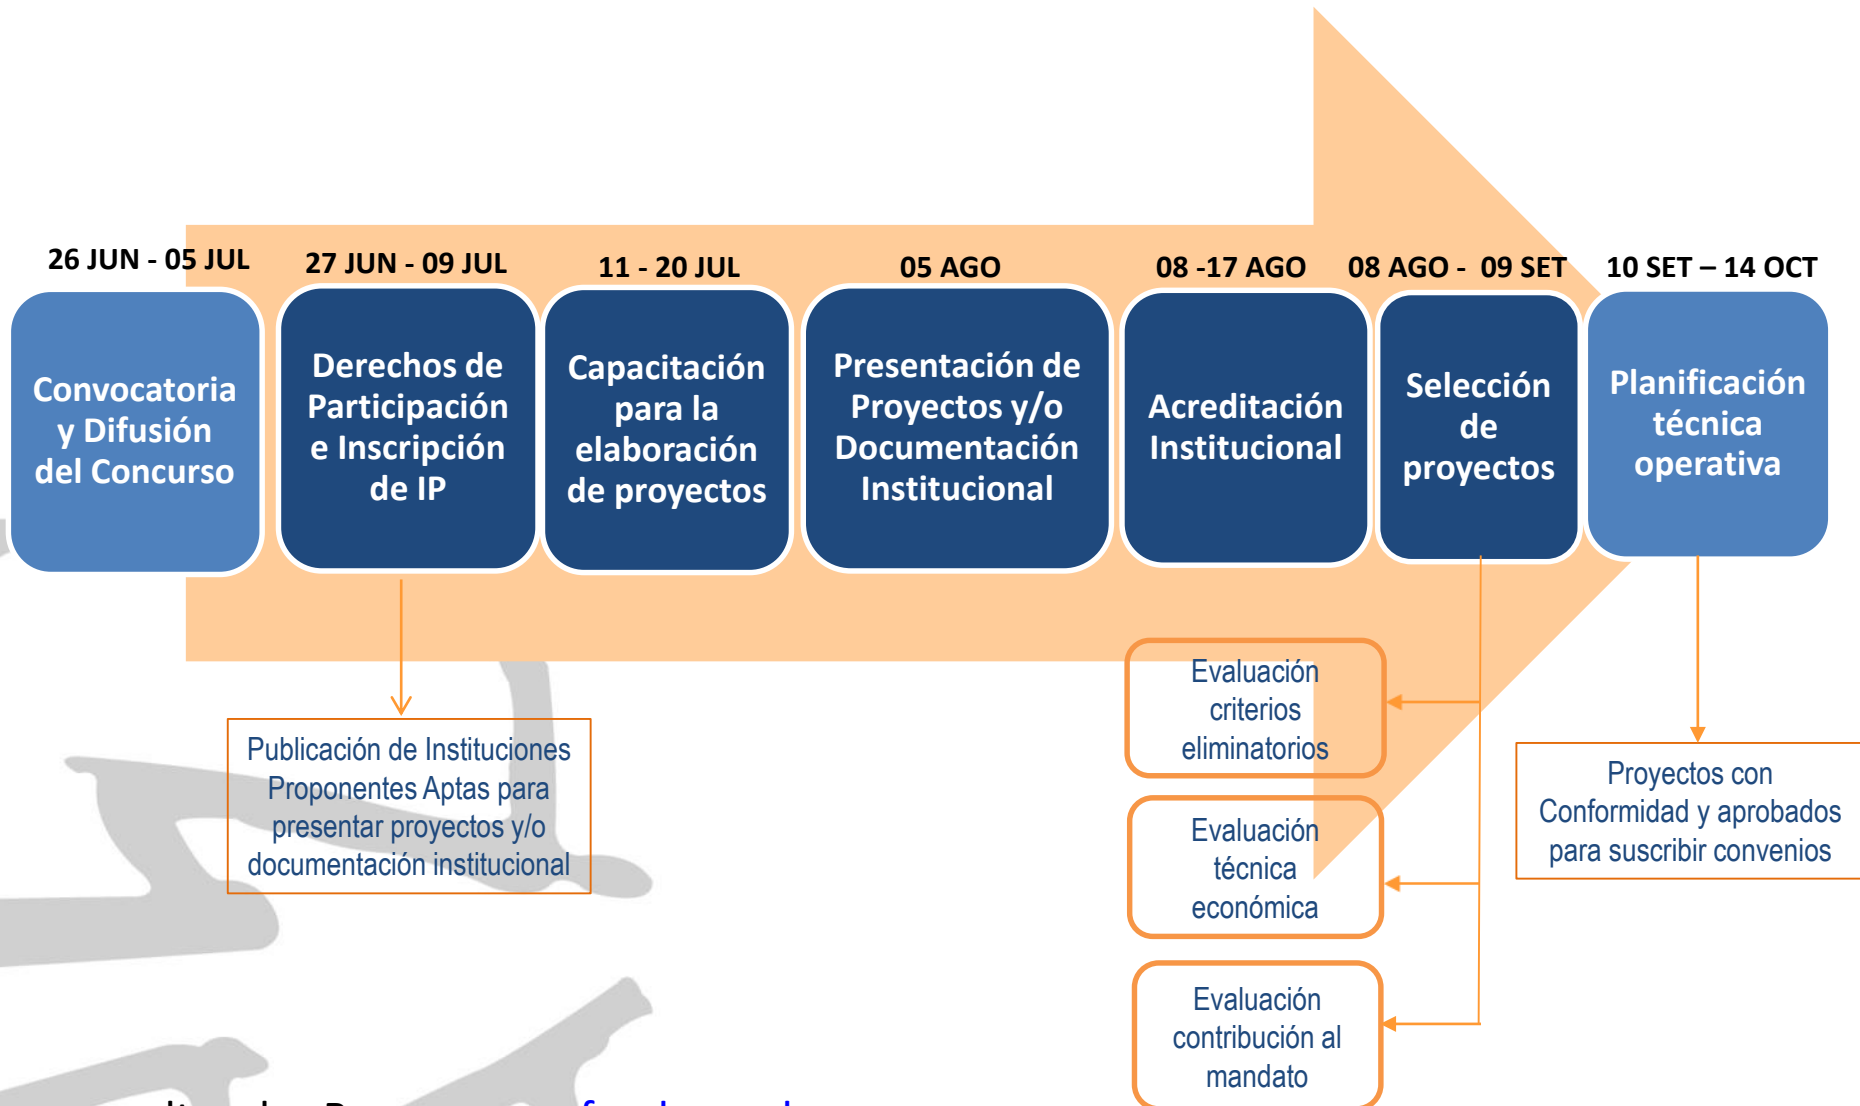 26 JUN - 05 JUL
27 JUN - 09 JUL
11 - 20 JUL
05 AGO
08 -17 AGO
08 AGO - 09 SET
10 SET – 14 OCT
Convocatoria
y Difusión
del Concurso
Derechos de
Participación
e Inscripción
de IP
Capacitación
para la
elaboración
de proyectos
Presentación de
Proyectos y/o
Documentación
Institucional
Acreditación
Institucional
Selección
de
proyectos
Planificación
técnica
operativa
Publicación de Instituciones
Proponentes Aptas para
presentar proyectos y/o
documentación institucional
Evaluación
criterios
eliminatorios
Evaluación
técnica
económica
Evaluación
contribución al
mandato
Proyectos con
Conformidad y aprobados
para suscribir convenios